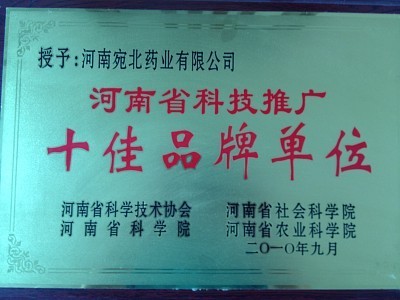 授予:河南宛北药业有限公司
河南省科技推广
十佳品牌单位
河南省科学技术协会 河南省社会科学院
河南省科学院 河南省农业科学院
二〇一〇年九月